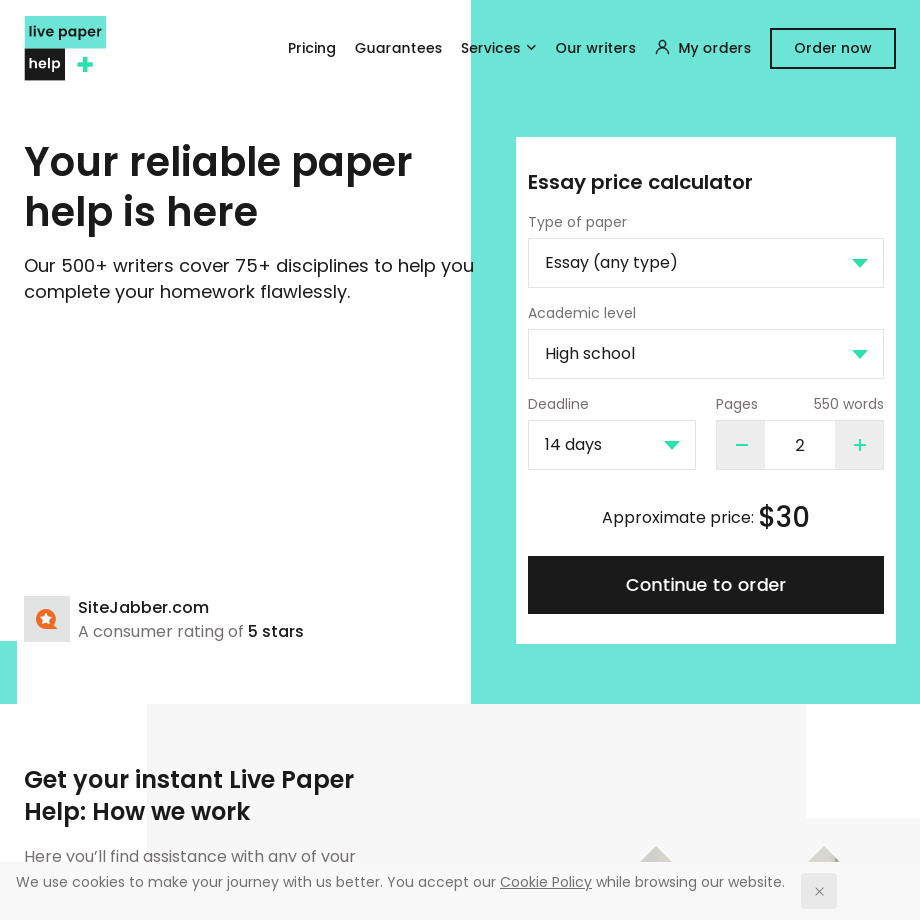 live paper
help
Pricing Guarantees Services Our writers My orders Order now
Your reliable paper
help is here
Our 500+ writers cover 75+ disciplines to help you
complete your homework flawlessly.
SiteJabber.com
A consumer rating of 5 stars
Essay price calculator
Type of paper
Essay (any type)
Academic level
High school
Deadline
14 days
Pages 550 words
2
Approximate price: $30
Continue to order
Get your instant Live Paper
Help: How we work
Here you’ll find assistance with any of your
We use cookies to make your journey with us better. You accept our Cookie Policy while browsing our website.